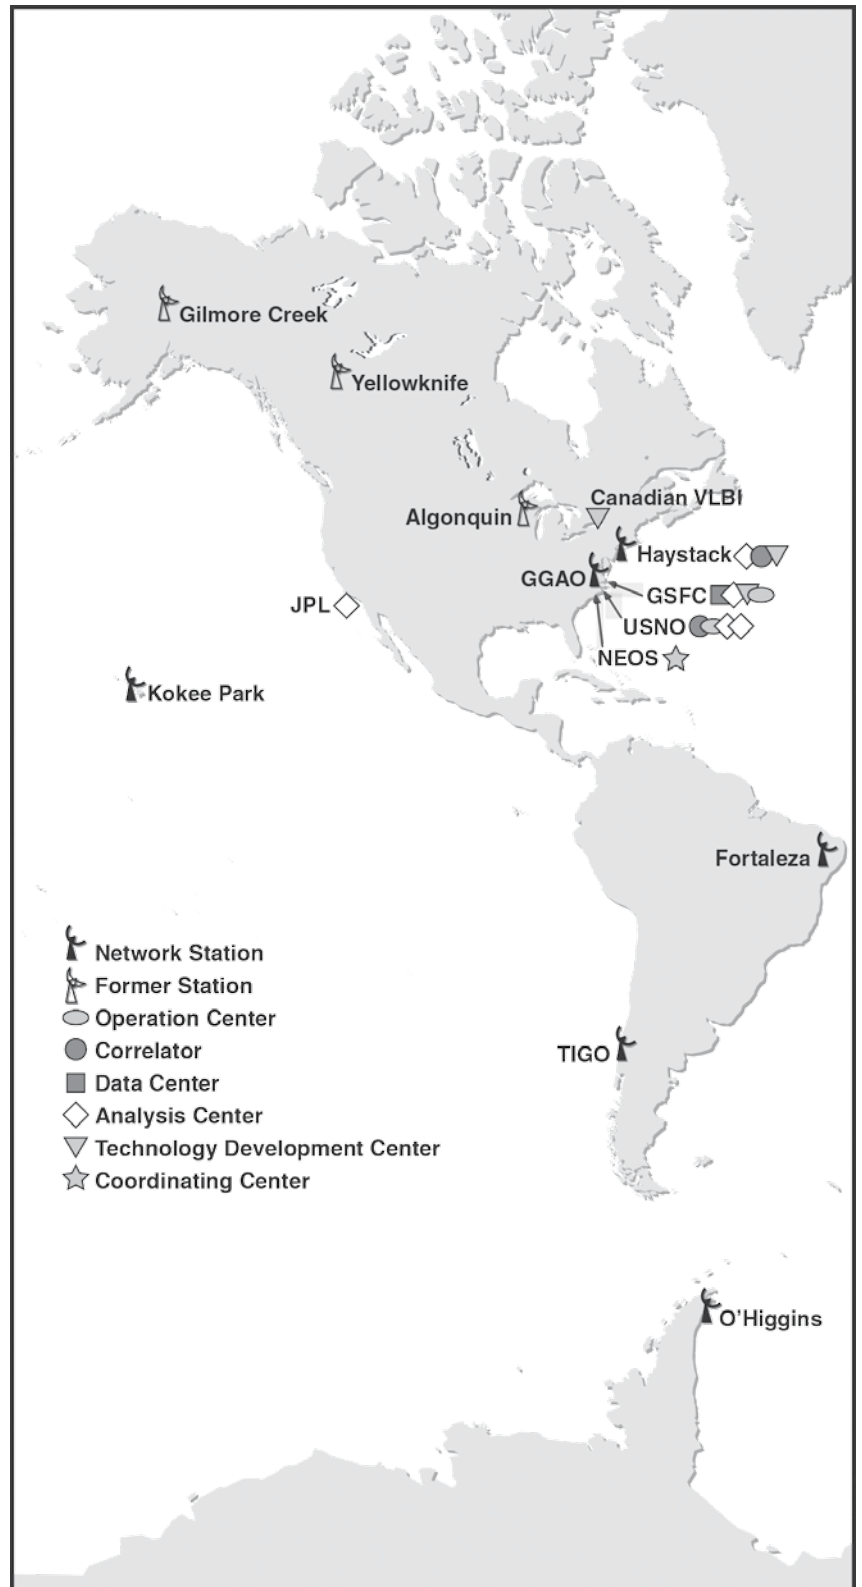 Gilmore Creek
Yellowknife
Canadian VLBI
Algonquin
Haystack
GGAO
GSFC
JPL
USNO
NEOS
Kokee Park
Fortaleza
Network Station
Former Station
Operation Center
Correlator
TIGO
Data Center
Analysis Center
Technology Development Center
Coordinating Center
O'Higgins